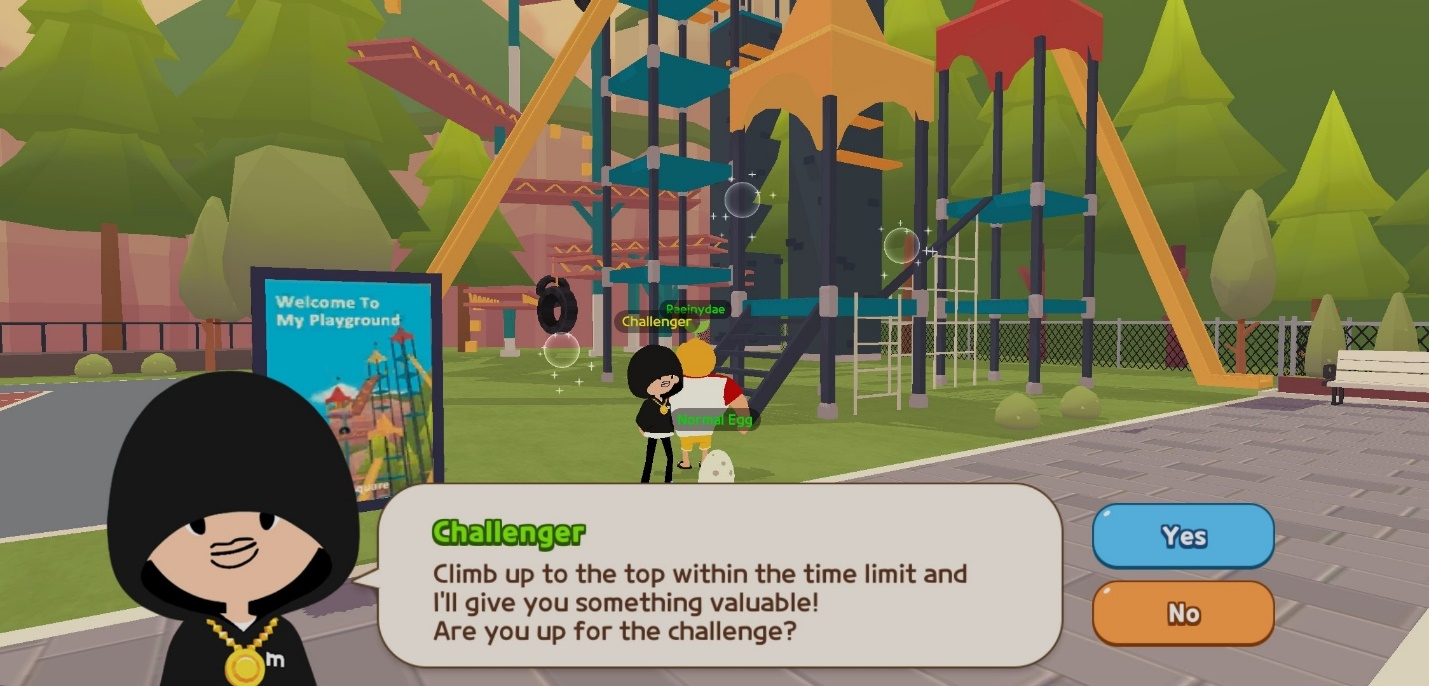 Welcome To
My Playground
Raeinydae
Challenger
Normal Egg
m
Challenger
Climb up to the top within the time limit and
I'll give you something valuable!
Are you up for the challenge?
Yes
No